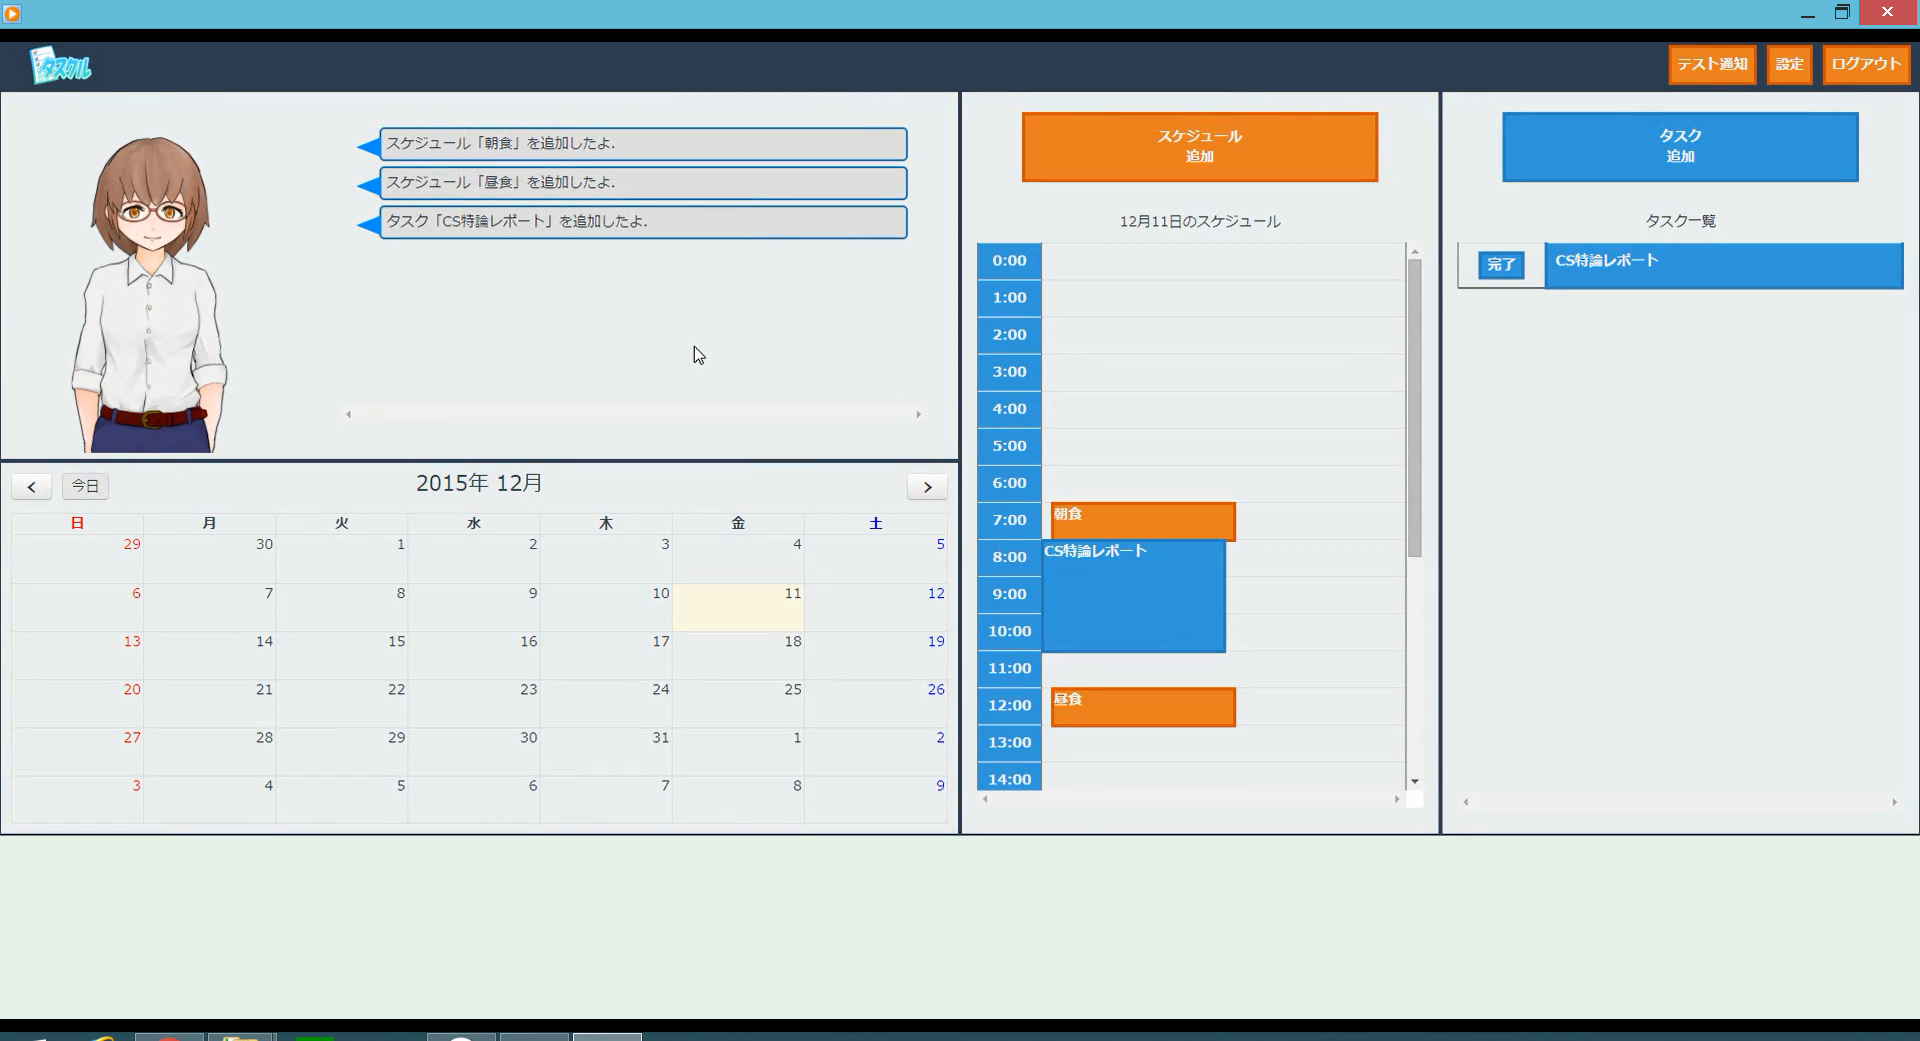 タスクル
テスト通知
設定
ログアウト
スケジュール「朝食」を追加したよ.
スケジュール「昼食」を追加したよ.
タスク「CS特論レポート」を追加したよ.
今日
2015年 12月
日 月 火 水 木 金 土
29 30 1 2 3 4 5
6 7 8 9 10 11 12
13 14 15 16 17 18 19
20 21 22 23 24 25 26
27 28 29 30 31 1 2
3 4 5 6 7 8 9
スケジュール
追加
12月11日のスケジュール
0:00
1:00
2:00
3:00
4:00
5:00
6:00
7:00 朝食
8:00 CS特論レポート
9:00
10:00
11:00
12:00 昼食
13:00
14:00
タスク
追加
タスク一覧
完了 CS特論レポート